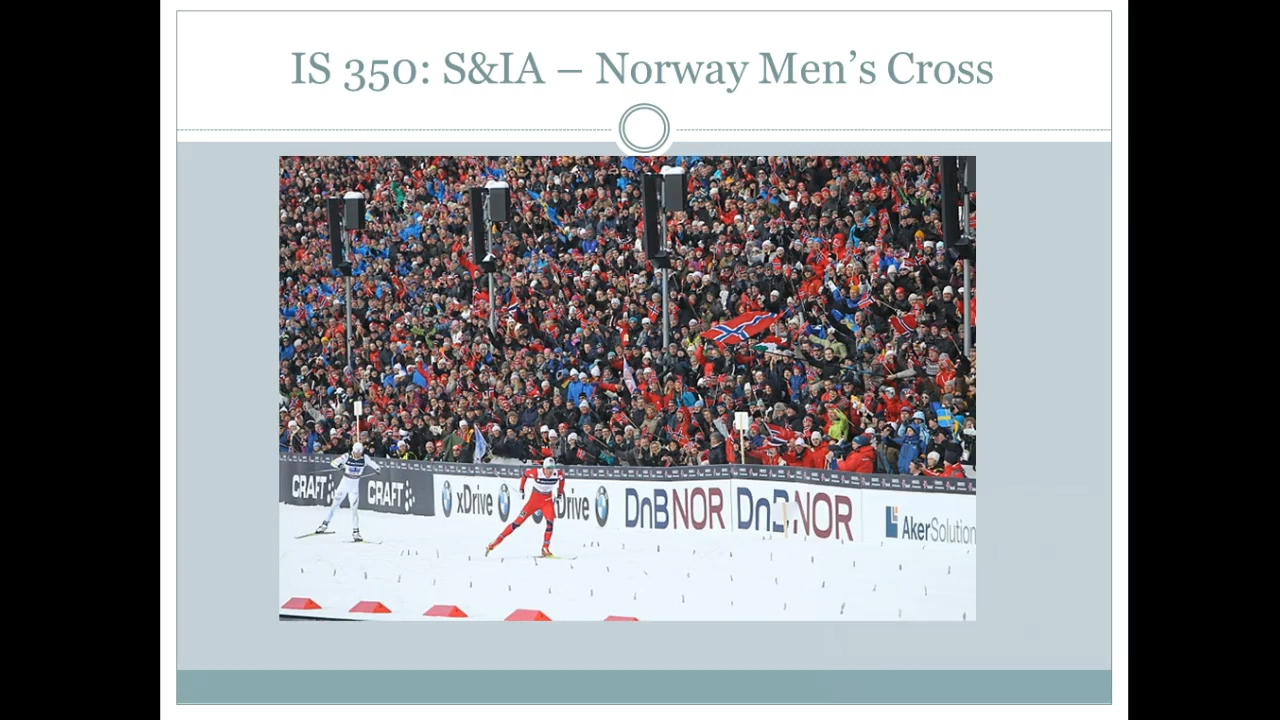 IS 350: S&IA – Norway Men's Cross
CRAFT CRAFT xDrive Drive DnBNOR DnBNOR AkerSolution